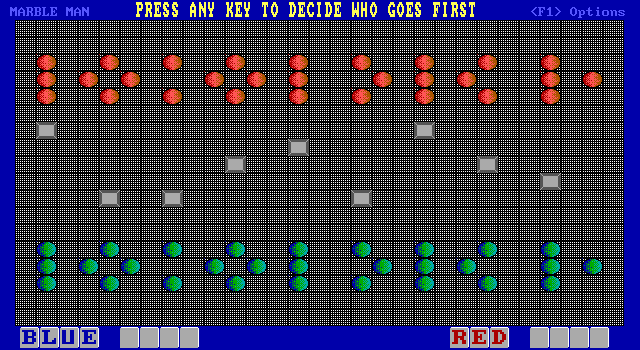 MARBLE MAN PRESS ANY KEY TO DECIDE WHO GOES FIRST <F1> Options
BLUE RED